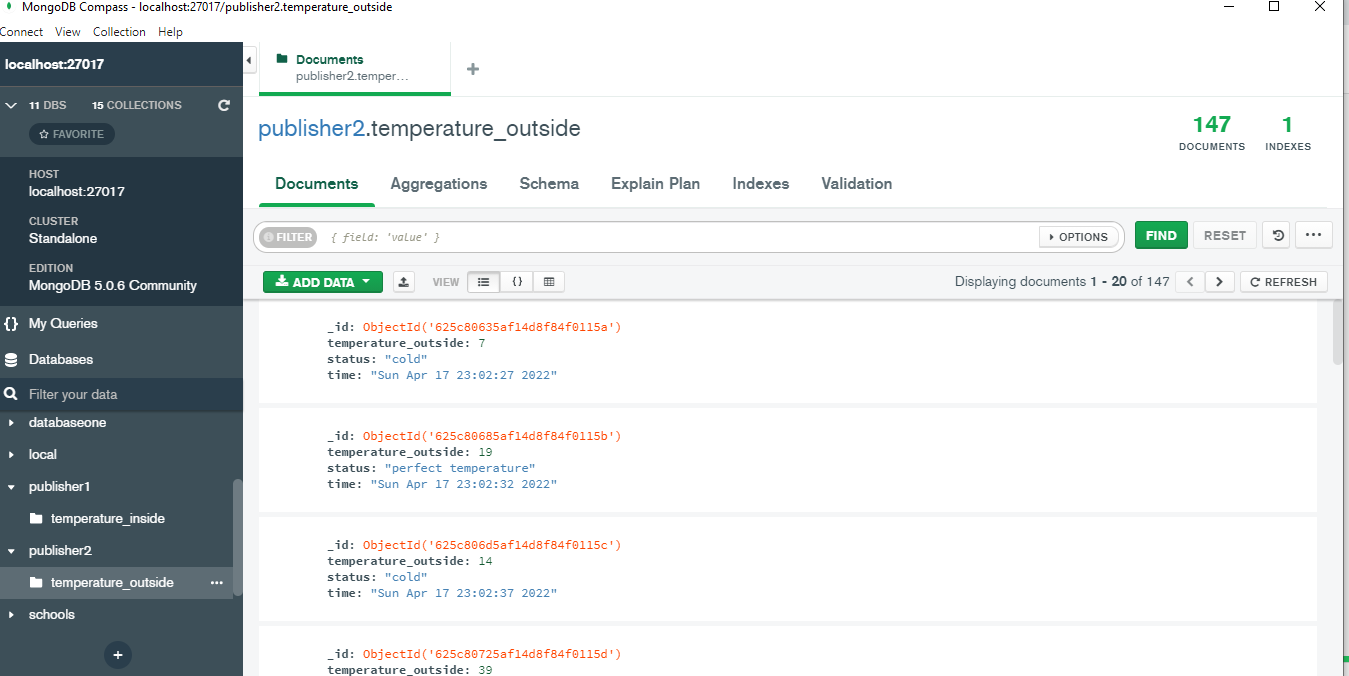 MongoDB Compass - localhost:27017/publisher2.temperature_outside
Connect View Collection Help
localhost:27017
11 DBS 15 COLLECTIONS
FAVORITE
HOST
localhost:27017
CLUSTER
Standalone
EDITION
MongoDB 5.0.6 Community
My Queries
Databases
Filter your data
databaseone
local
publisher1
temperature_inside
publisher2
temperature_outside ...
schools
+
Documents
publisher2.temper...
+
publisher2.temperature_outside
147
DOCUMENTS
1
INDEXES
Documents Aggregations Schema Explain Plan Indexes Validation
FILTER { field: 'value' } OPTIONS FIND RESET ...
ADD DATA VIEW {} Displaying documents 1 - 20 of 147 < > REFRESH
_id: ObjectId('625c80635af14d8f84f0115a')
temperature_outside: 7
status: "cold"
time: "Sun Apr 17 23:02:27 2022"
_id: ObjectId('625c80685af14d8f84f0115b')
temperature_outside: 19
status: "perfect temperature"
time: "Sun Apr 17 23:02:32 2022"
_id: ObjectId('625c806d5af14d8f84f0115c')
temperature_outside: 14
status: "cold"
time: "Sun Apr 17 23:02:37 2022"
_id: ObjectId('625c80725af14d8f84f0115d')
temperature_outside: 39